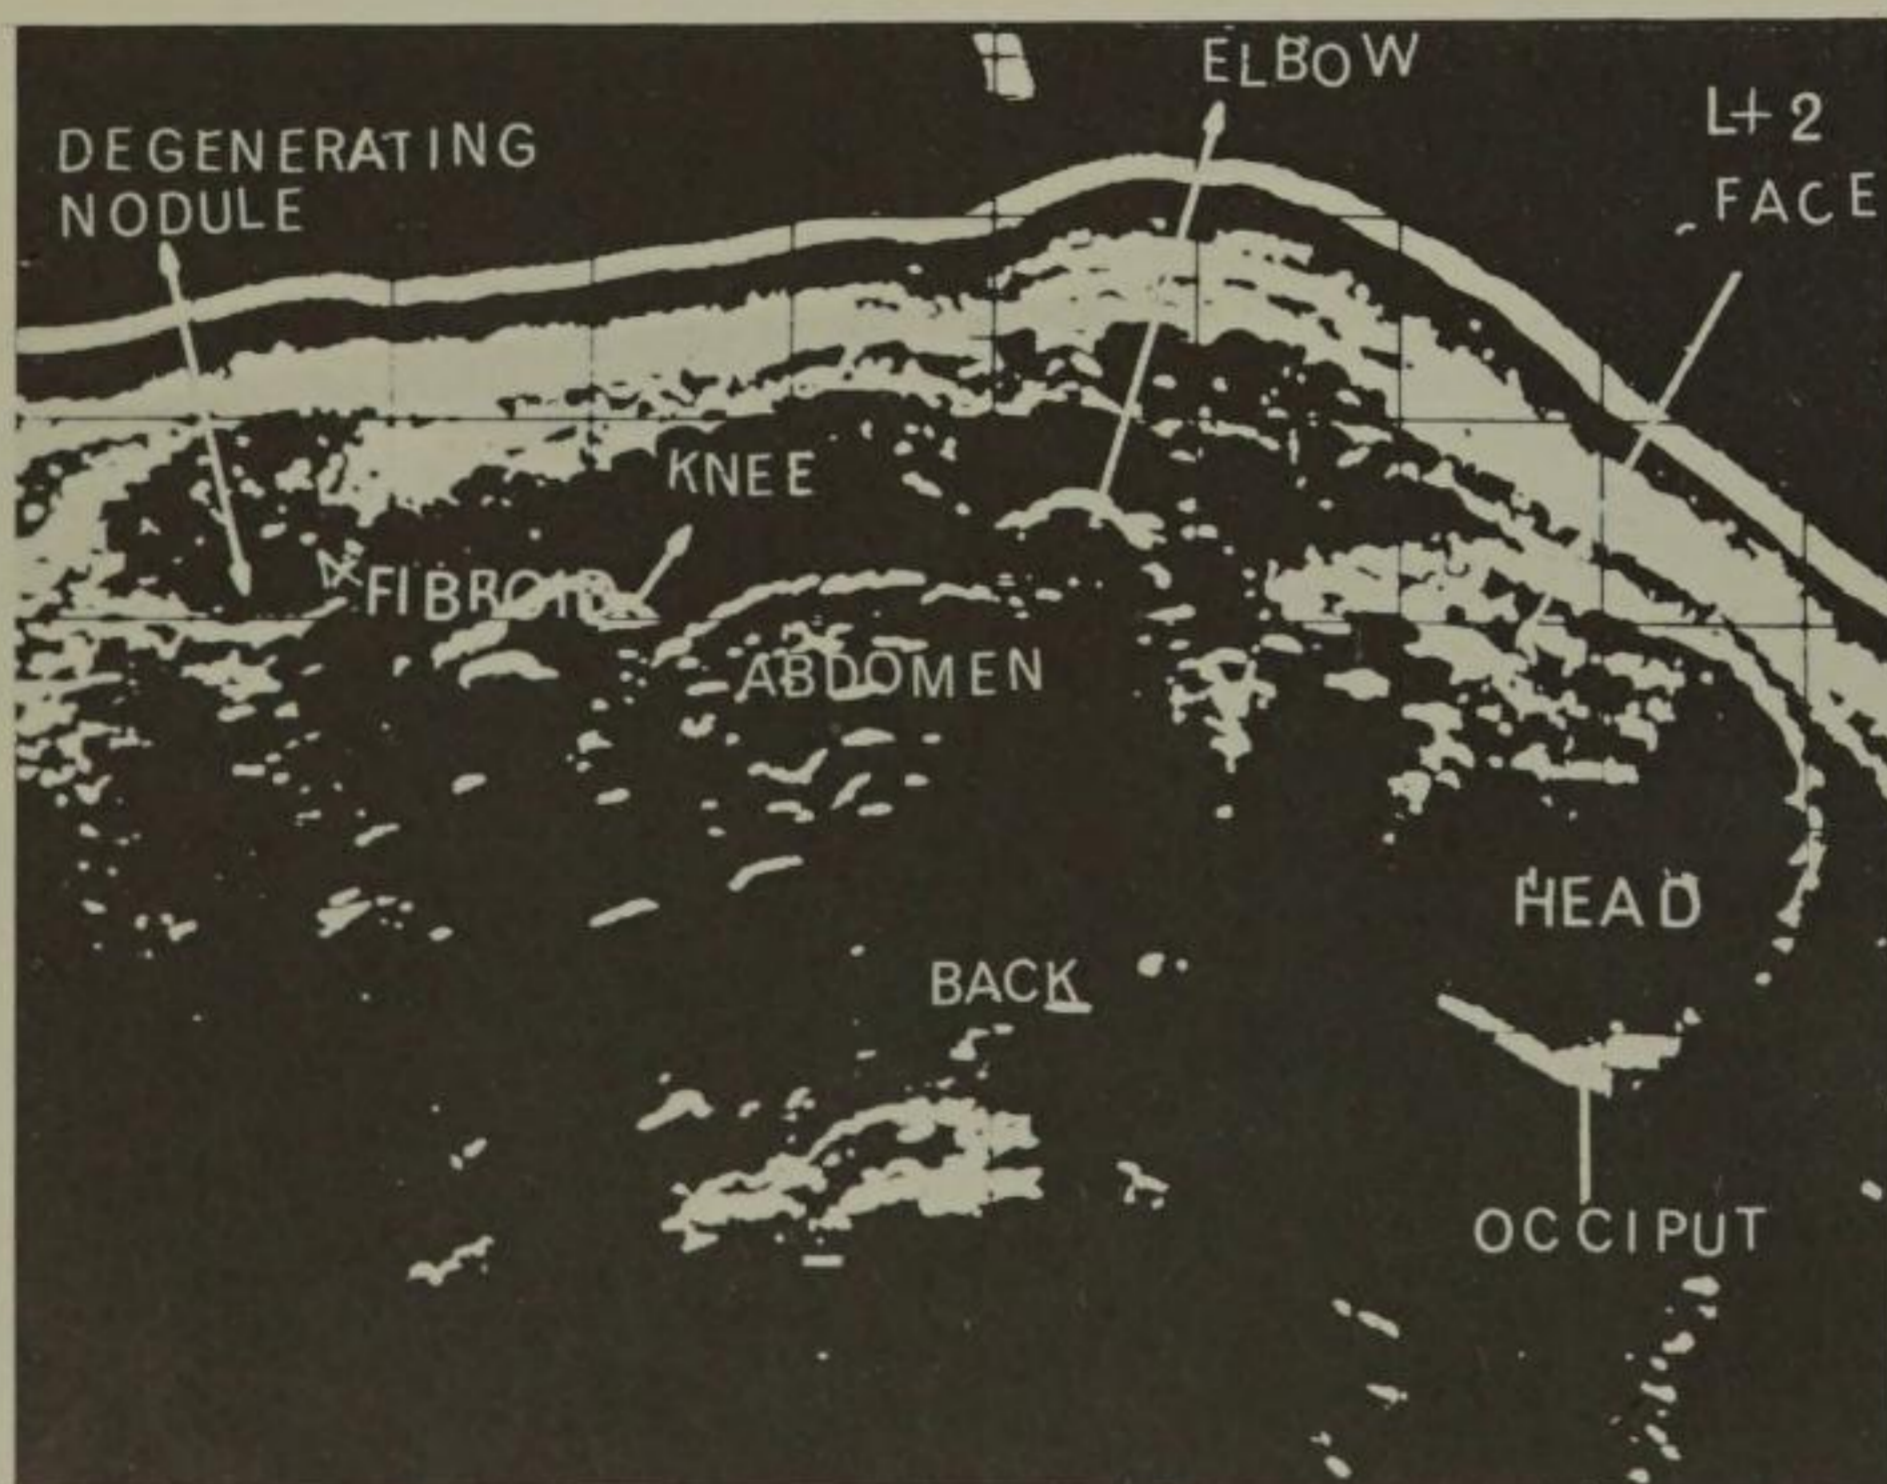 ELBOW
L+2
FACE
DEGENERATING
NODULE
KNEE
FIBROID
ABDOMEN
HEAD
BACK
OCCIPUT